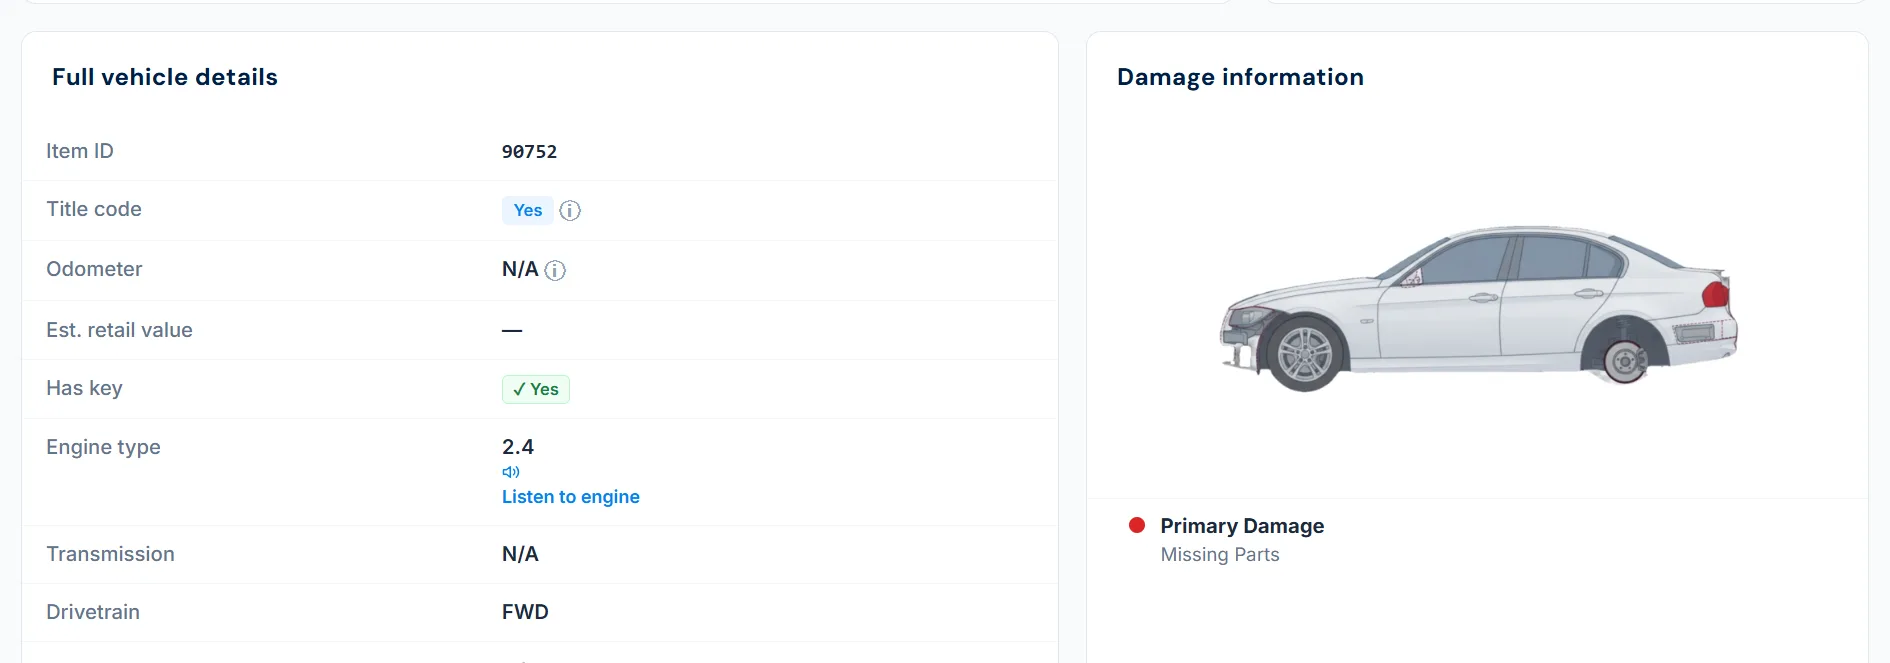 Full vehicle details
Item ID
90752
Title code
Yes
Odometer
N/A
Est. retail value
—
Has key
✓ Yes
Engine type
2.4
Listen to engine
Transmission
N/A
Drivetrain
FWD
Damage information
Primary Damage
Missing Parts